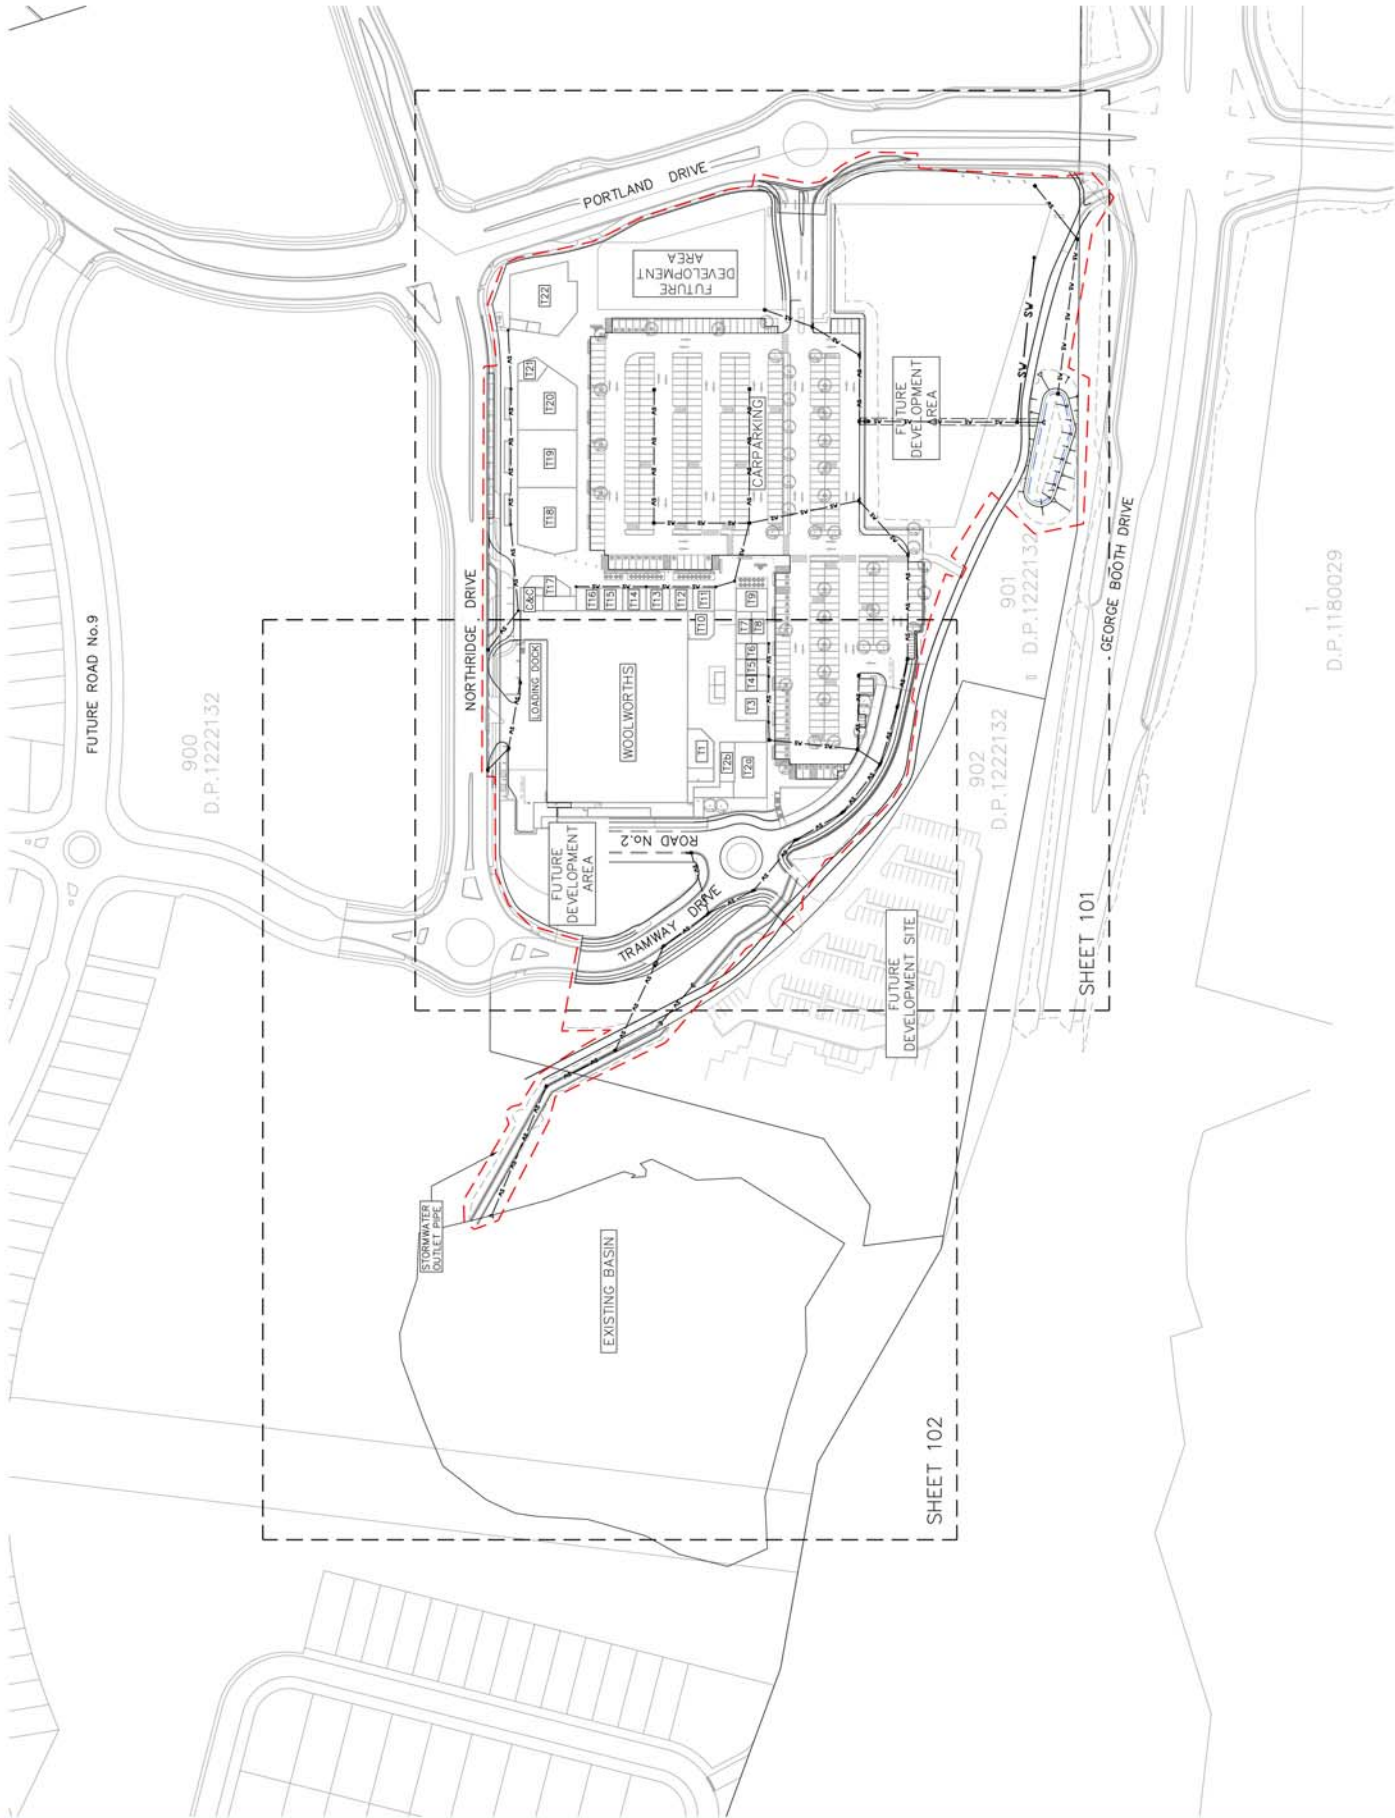 PORTLAND DRIVE
FUTURE
DEVELOPMENT
AREA
T22
T21
T20
T19
T18
T17
C&C
CARPARKING
FUTURE
DEVELOPMENT
AREA
SW
SW
FUTURE ROAD No.9
900
D.P.1222132
NORTHRIDGE DRIVE
LOADING DOCK
WOOLWORTHS
T16
T15
T14
T13
T12
T11
T10
T9
T8
T7
T6
T5
T4
T3
T1
T2b
T2a
901
D.P.1222132
GEORGE BOOTH DRIVE
1
D.P.1180029
902
D.P.1222132
ROAD No.2
FUTURE
DEVELOPMENT
AREA
TRAMWAY DRIVE
FUTURE
DEVELOPMENT SITE
SHEET 101
STORMWATER
OUTLET PIPE
EXISTING BASIN
SHEET 102